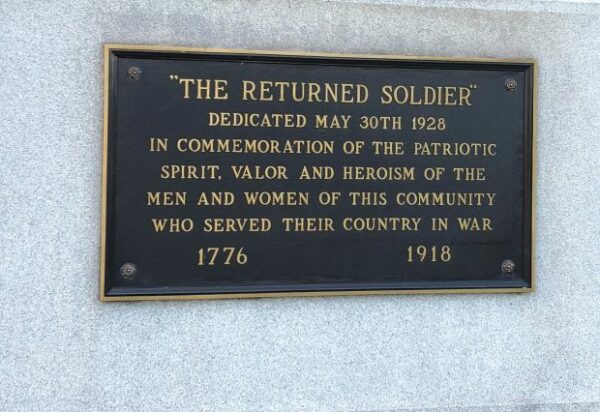 "THE RETURNED SOLDIER"
DEDICATED MAY 30TH 1928
IN COMMEMORATION OF THE PATRIOTIC
SPIRIT, VALOR AND HEROISM OF THE
MEN AND WOMEN OF THIS COMMUNITY
WHO SERVED THEIR COUNTRY IN WAR
1776 1918